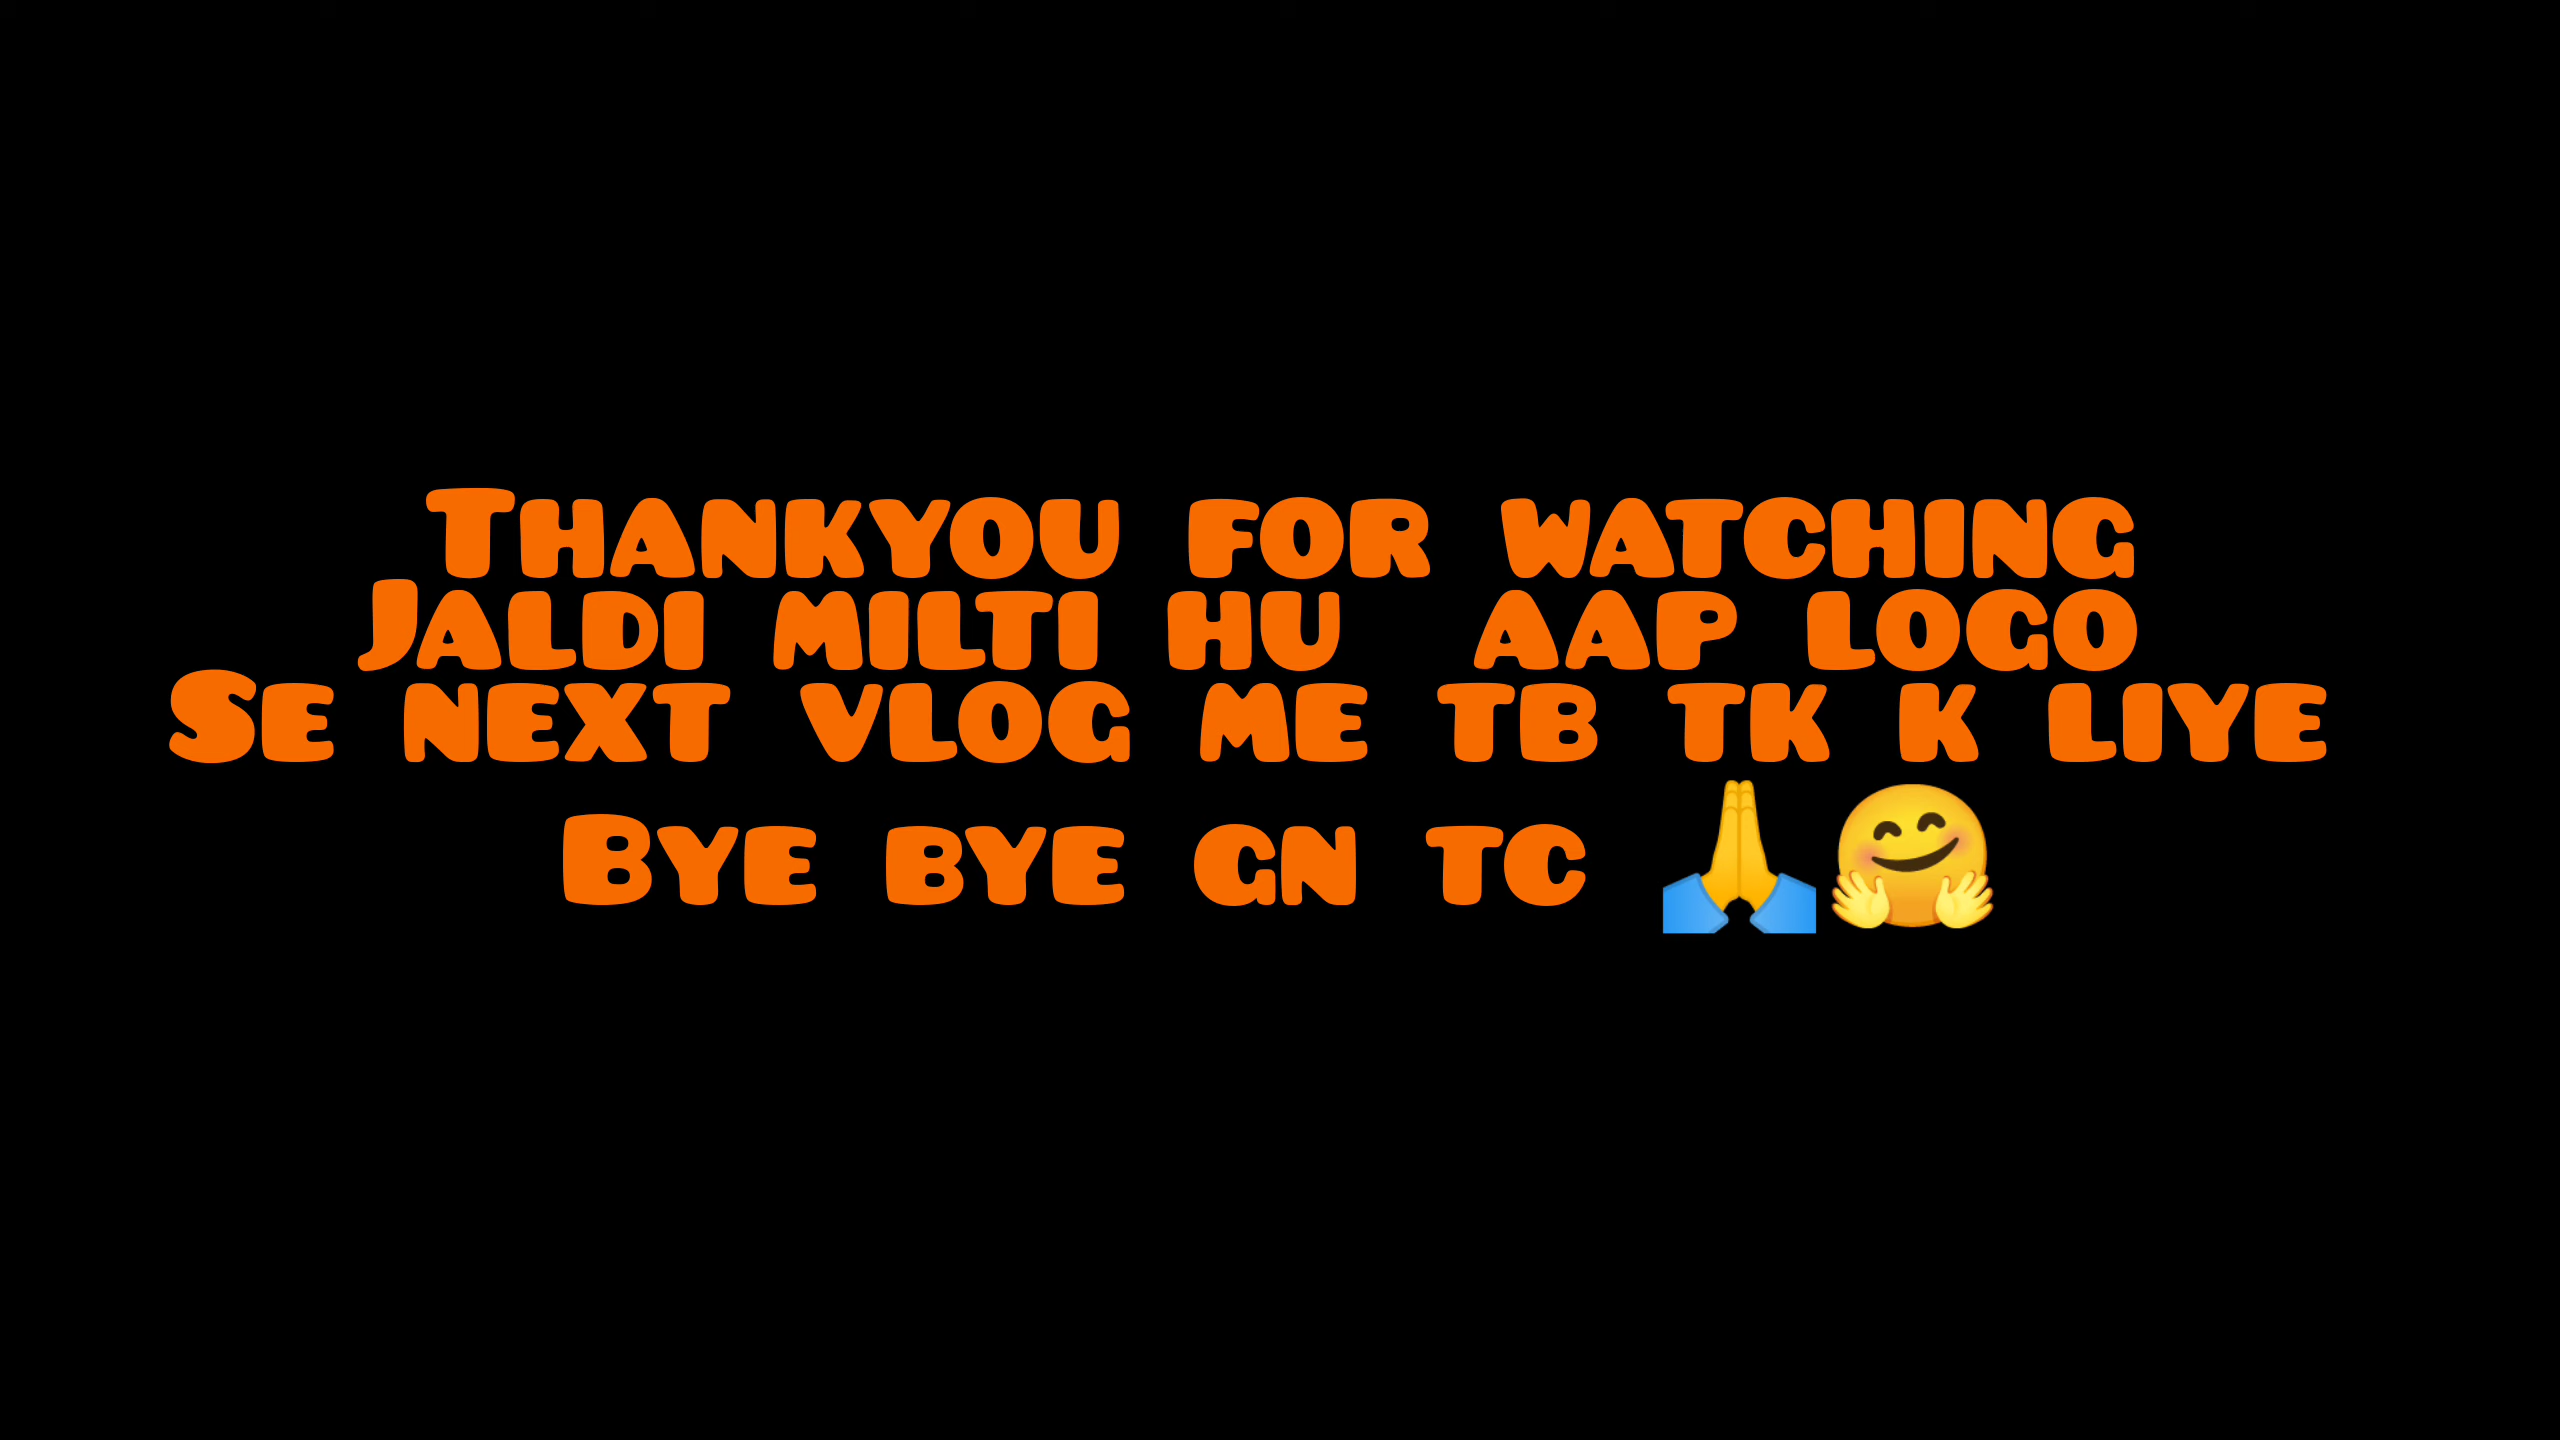 Thankyou for watching
Jaldi milti hu aap logo
Se next vlog me tb tk k liye
Bye bye gn tc 🙏🤗